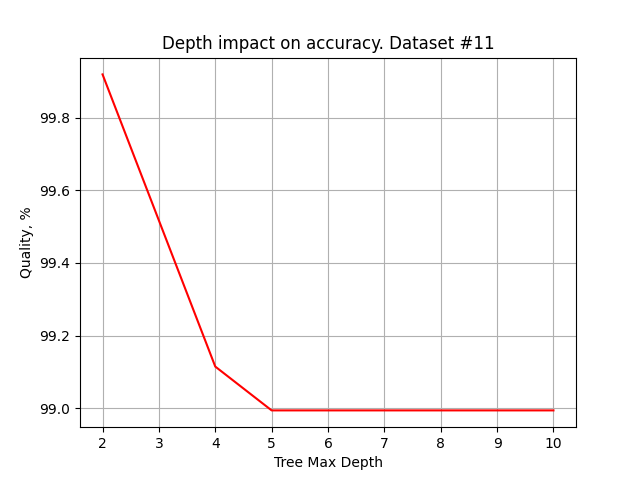 Depth impact on accuracy. Dataset #11
99.8
99.6
99.4
99.2
99.0
Quality, %
2 3 4 5 6 7 8 9 10
Tree Max Depth